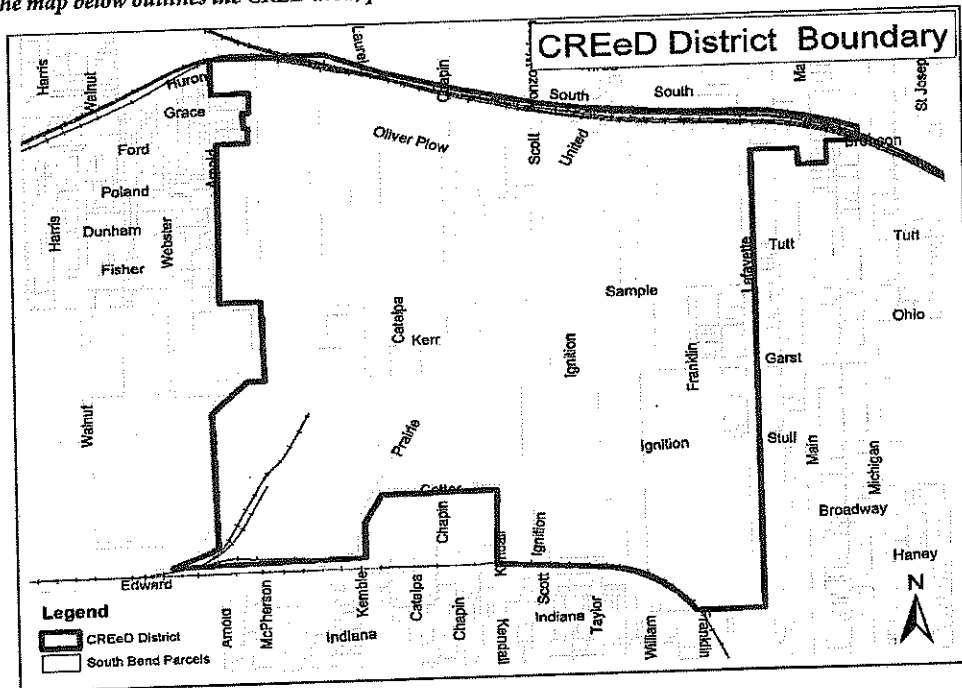 CREeD District Boundary
Harris
Walnut
Huron
Laurel
Chapin
South
South
St Josep
Grace
Oliver Plow
Scott
United
Ford
Arnold
Poland
Harris
Dunham
Webster
Fisher
Lafayette
Tutt
Tutt
Sample
Ohio
Catalpa
Kerr
Ignition
Franklin
Garst
Walnut
Prairie
Ignition
Stull
Main
Michigan
Chapin
Ignition
Broadway
Haney
N
Edward
Legend
CREeD District
South Bend Parcels
Arnold
McPherson
Kemble
Indiana
Catalpa
Chapin
Kendall
Scott
Indiana
Taylor
William
Franklin